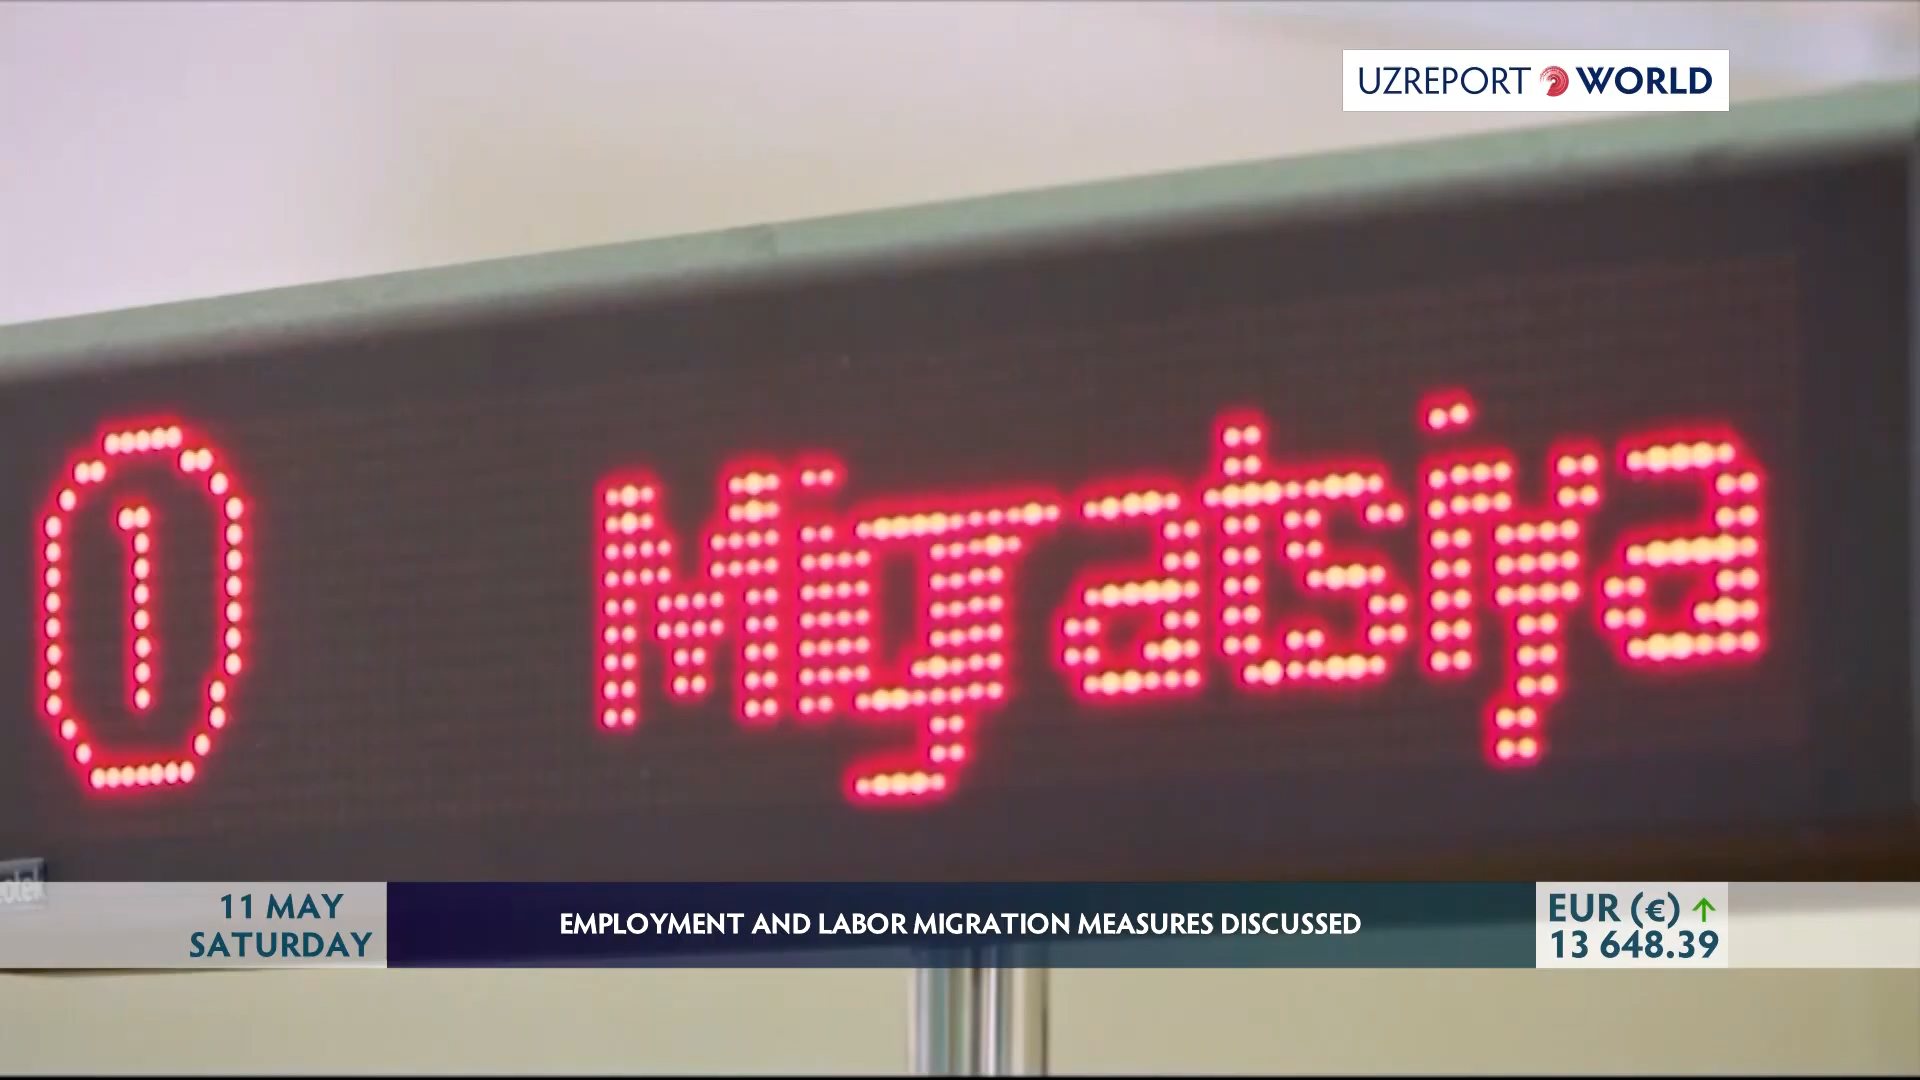 UZREPORT WORLD
1 Migratsiya
11 MAY
SATURDAY
EMPLOYMENT AND LABOR MIGRATION MEASURES DISCUSSED
EUR (€) ↑
13 648.39